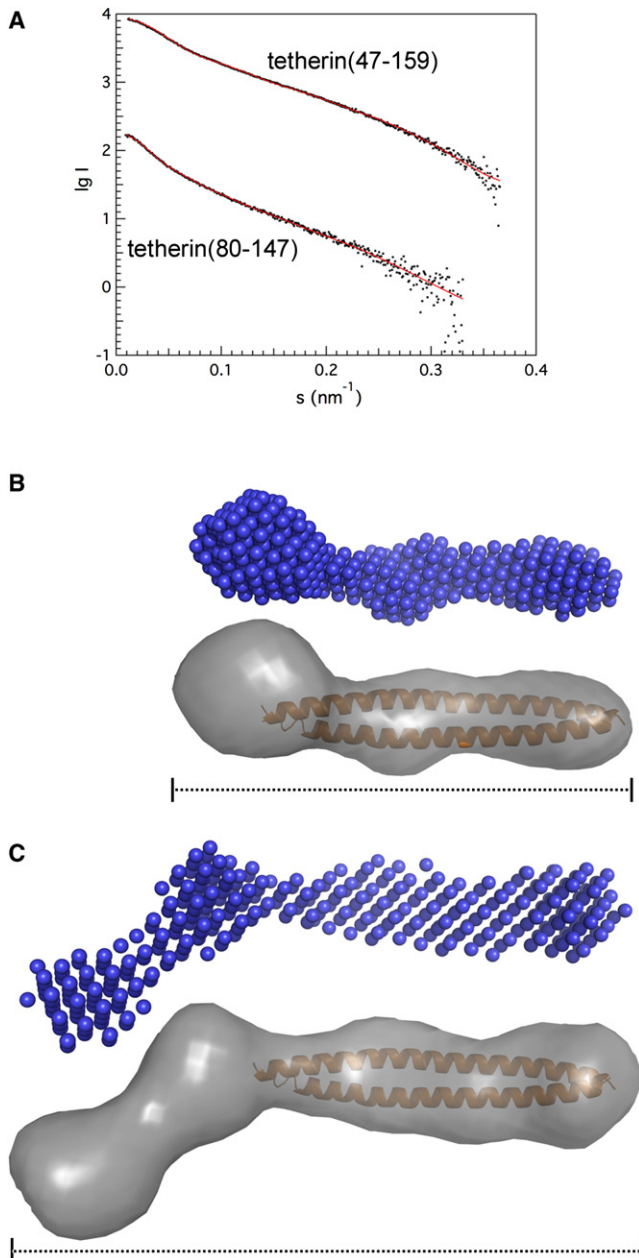 A
4
3
2
1
0
-1
lg I
tetherin(47-159)
tetherin(80-147)
0.0 0.1 0.2 0.3 0.4
s (nm⁻¹)
B
C